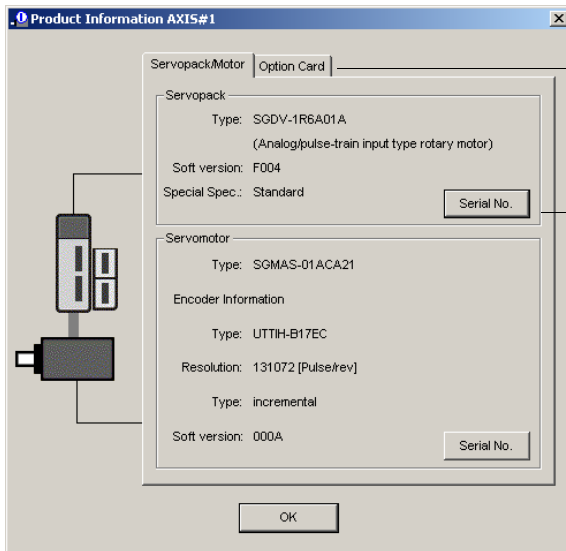 Product Information AXIS#1
Servopack/Motor
Option Card
Servopack
Type: SGDV-1R6A01A
(Analog/pulse-train input type rotary motor)
Soft version: F004
Special Spec.: Standard
Serial No.
Servomotor
Type: SGMAS-01ACA21
Encoder Information
Type: UTTIH-B17EC
Resolution: 131072 [Pulse/rev]
Type: incremental
Soft version: 000A
Serial No.
OK